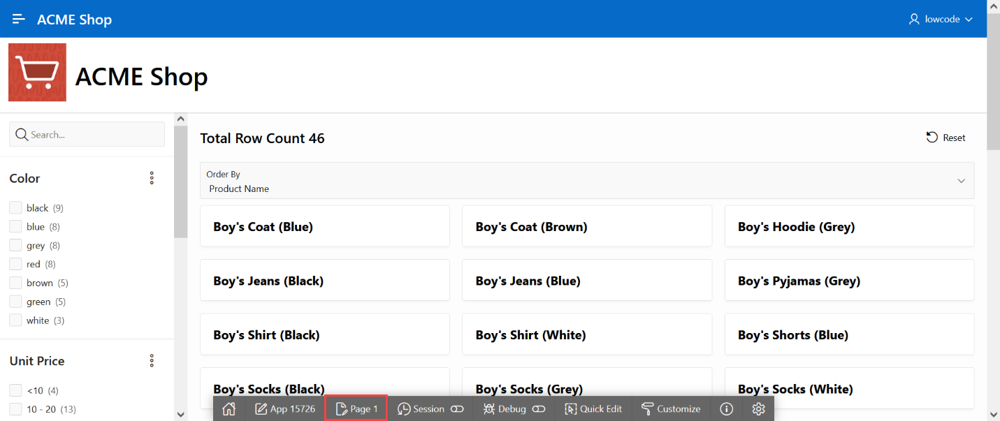 ACME Shop
lowcode
ACME Shop
Search...
Color
black (9)
blue (8)
grey (8)
red (8)
brown (5)
green (5)
white (3)
Unit Price
<10 (4)
10 - 20 (13)
Total Row Count 46
Reset
Order By
Product Name
Boy's Coat (Blue)
Boy's Coat (Brown)
Boy's Hoodie (Grey)
Boy's Jeans (Black)
Boy's Jeans (Blue)
Boy's Pyjamas (Grey)
Boy's Shirt (Black)
Boy's Shirt (White)
Boy's Shorts (Blue)
Boy's Socks (Black)
Boy's Socks (Grey)
Boy's Socks (White)
App 15726
Page 1
Session
Debug
Quick Edit
Customize